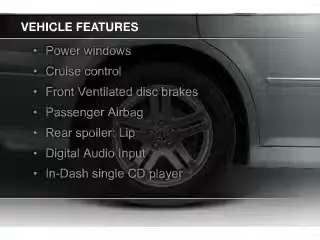 VEHICLE FEATURES
• Power windows
• Cruise control
• Front Ventilated disc brakes
• Passenger Airbag
• Rear spoiler: Lip
• Digital Audio Input
• In-Dash single CD player